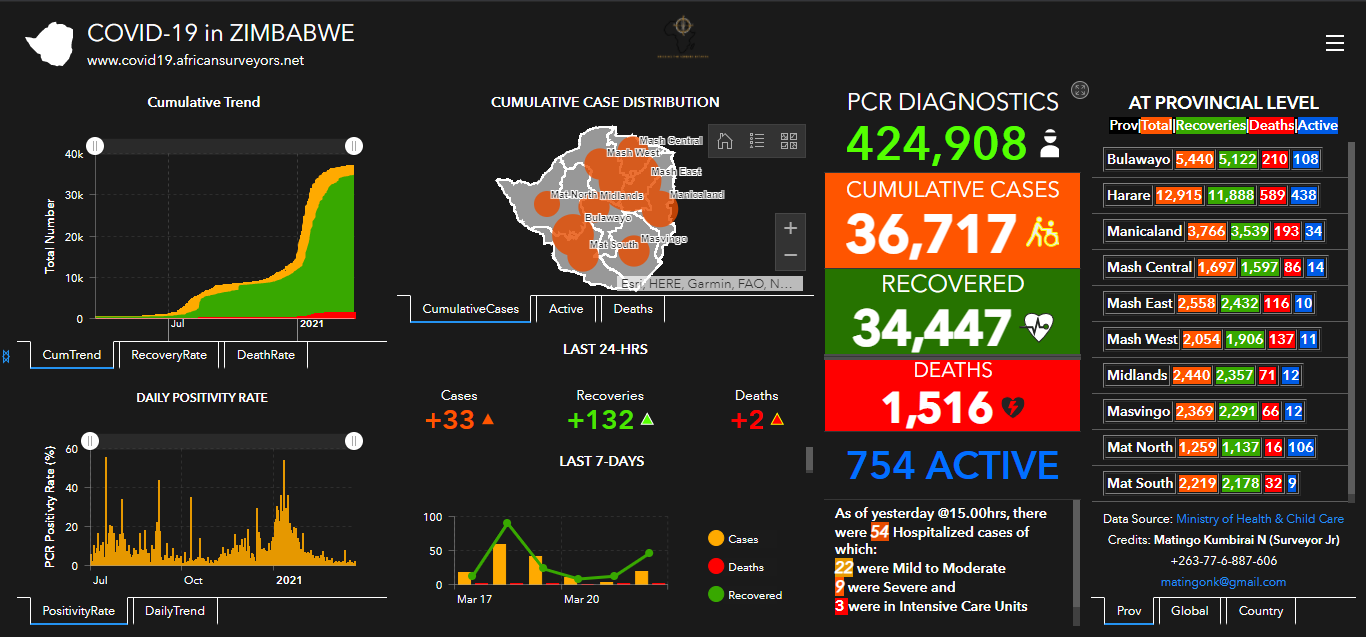 COVID-19 in ZIMBABWE
www.covid19.africansurveyors.net
Cumulative Trend
40k
30k
20k
10k
0
Total Number
Jul
2021
CumTrend
RecoveryRate
DeathRate
DAILY POSITIVITY RATE
60
40
20
0
PCR Positivty Rate (%)
Jul
Oct
2021
PositivityRate
DailyTrend
CUMULATIVE CASE DISTRIBUTION
Mash Central
Mash West
Mash East
Mat North
Midlands
Manicaland
Bulawayo
Mat South
Masvingo
+
−
Esri, HERE, Garmin, FAO, N...
CumulativeCases
Active
Deaths
LAST 24-HRS
Cases
Recoveries
Deaths
+33
+132
+2
LAST 7-DAYS
100
50
0
Mar 17
Mar 20
Cases
Deaths
Recovered
PCR DIAGNOSTICS
424,908
CUMULATIVE CASES
36,717
RECOVERED
34,447
DEATHS
1,516
754 ACTIVE
As of yesterday @15.00hrs, there
were 54 Hospitalized cases of
which:
22 were Mild to Moderate
9 were Severe and
3 were in Intensive Care Units
AT PROVINCIAL LEVEL
Prov|Total|Recoveries|Deaths|Active
Bulawayo 5,440 5,122 210 108
Harare 12,915 11,888 589 438
Manicaland 3,766 3,539 193 34
Mash Central 1,697 1,597 86 14
Mash East 2,558 2,432 116 10
Mash West 2,054 1,906 137 11
Midlands 2,440 2,357 71 12
Masvingo 2,369 2,291 66 12
Mat North 1,259 1,137 16 106
Mat South 2,219 2,178 32 9
Data Source: Ministry of Health & Child Care
Credits: Matingo Kumbirai N (Surveyor Jr)
+263-77-6-887-606
matingonk@gmail.com
Prov
Global
Country